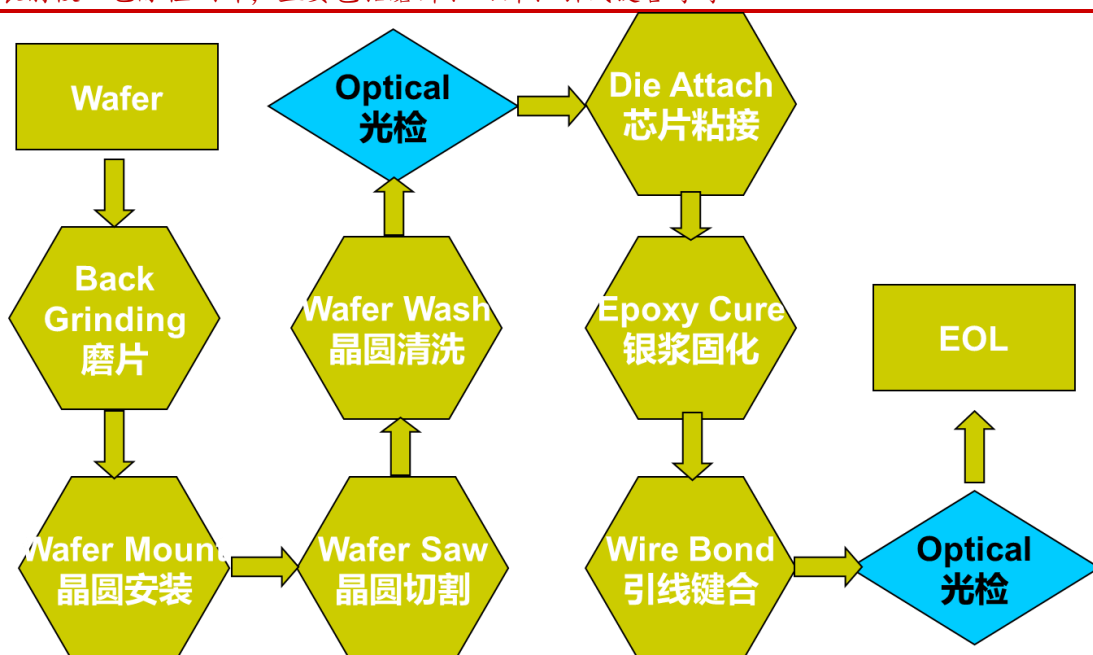 Wafer
Back
Grinding
磨片
Wafer Mount
晶圆安装
Wafer Saw
晶圆切割
Wafer Wash
晶圆清洗
Optical
光检
Die Attach
芯片粘接
Epoxy Cure
银浆固化
Wire Bond
引线键合
Optical
光检
EOL